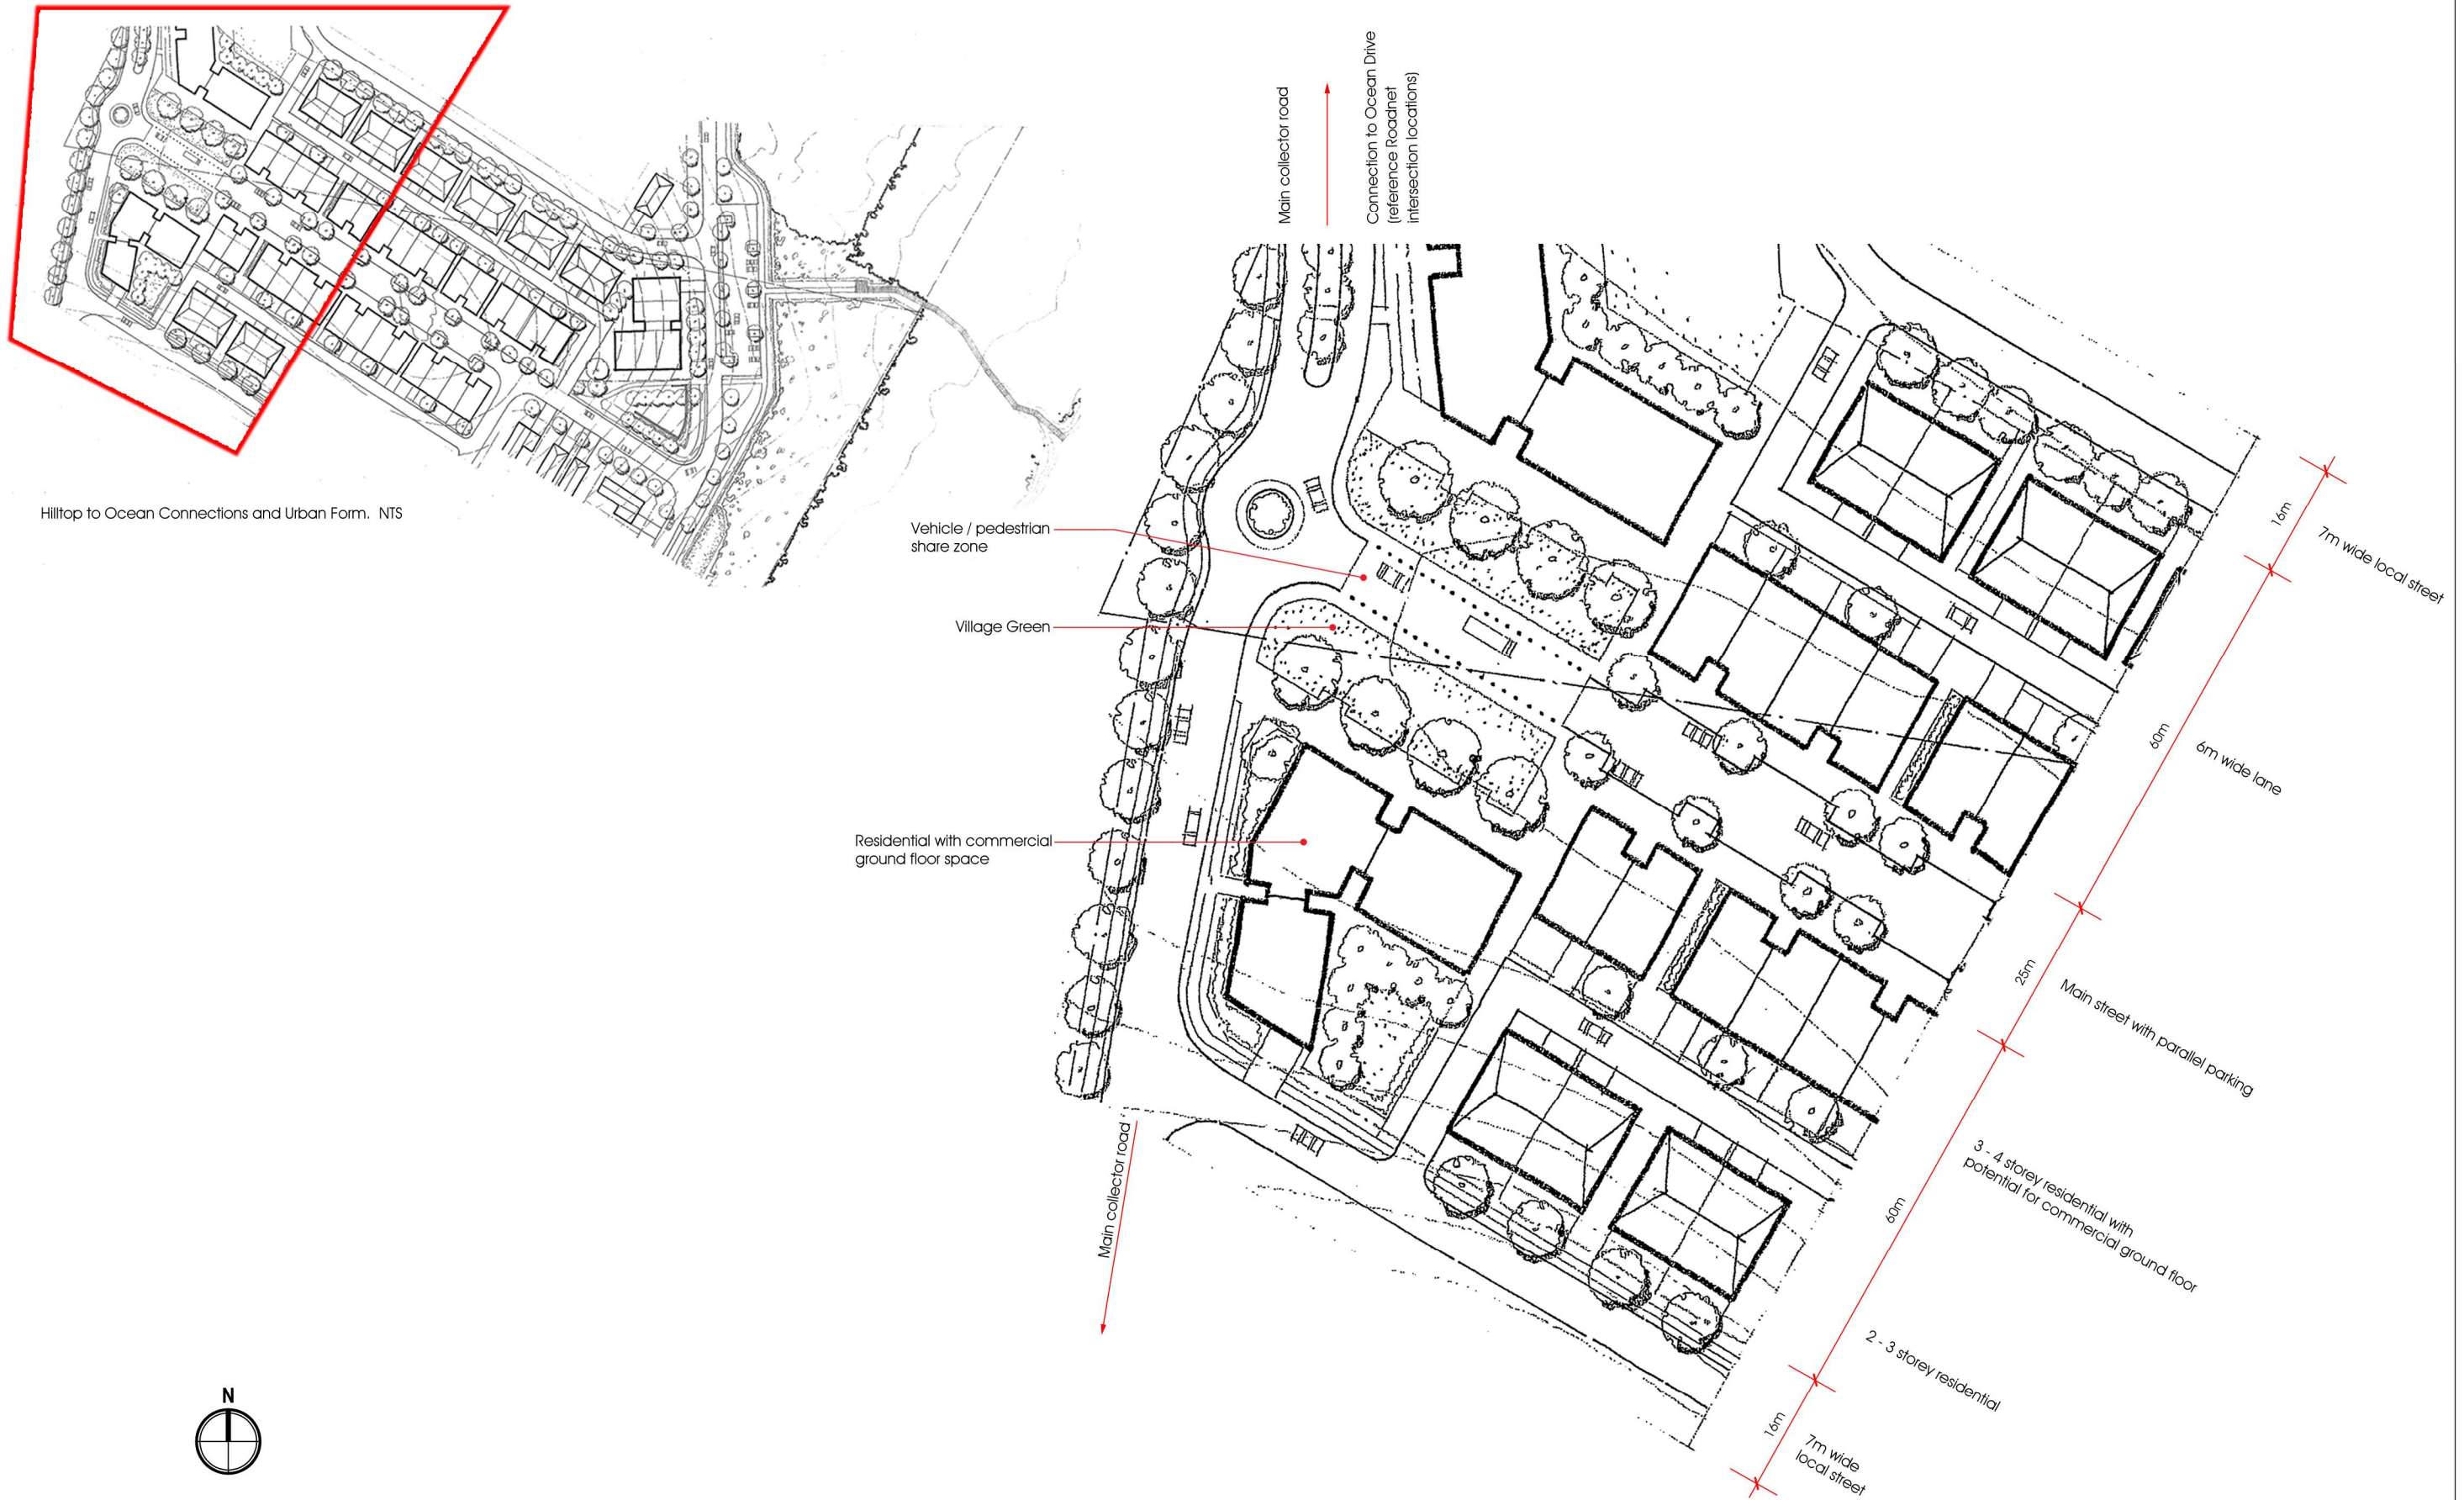 Main collector road
Connection to Ocean Drive
(reference Roadnet
intersection locations)
Hilltop to Ocean Connections and Urban Form. NTS
Vehicle / pedestrian
share zone
Village Green
Residential with commercial
ground floor space
16m
7m wide local street
60m
6m wide lane
25m
Main street with parallel parking
3 - 4 storey residential with
potential for commercial ground floor
60m
2 - 3 storey residential
16m
7m wide
local street
Main collector road
N